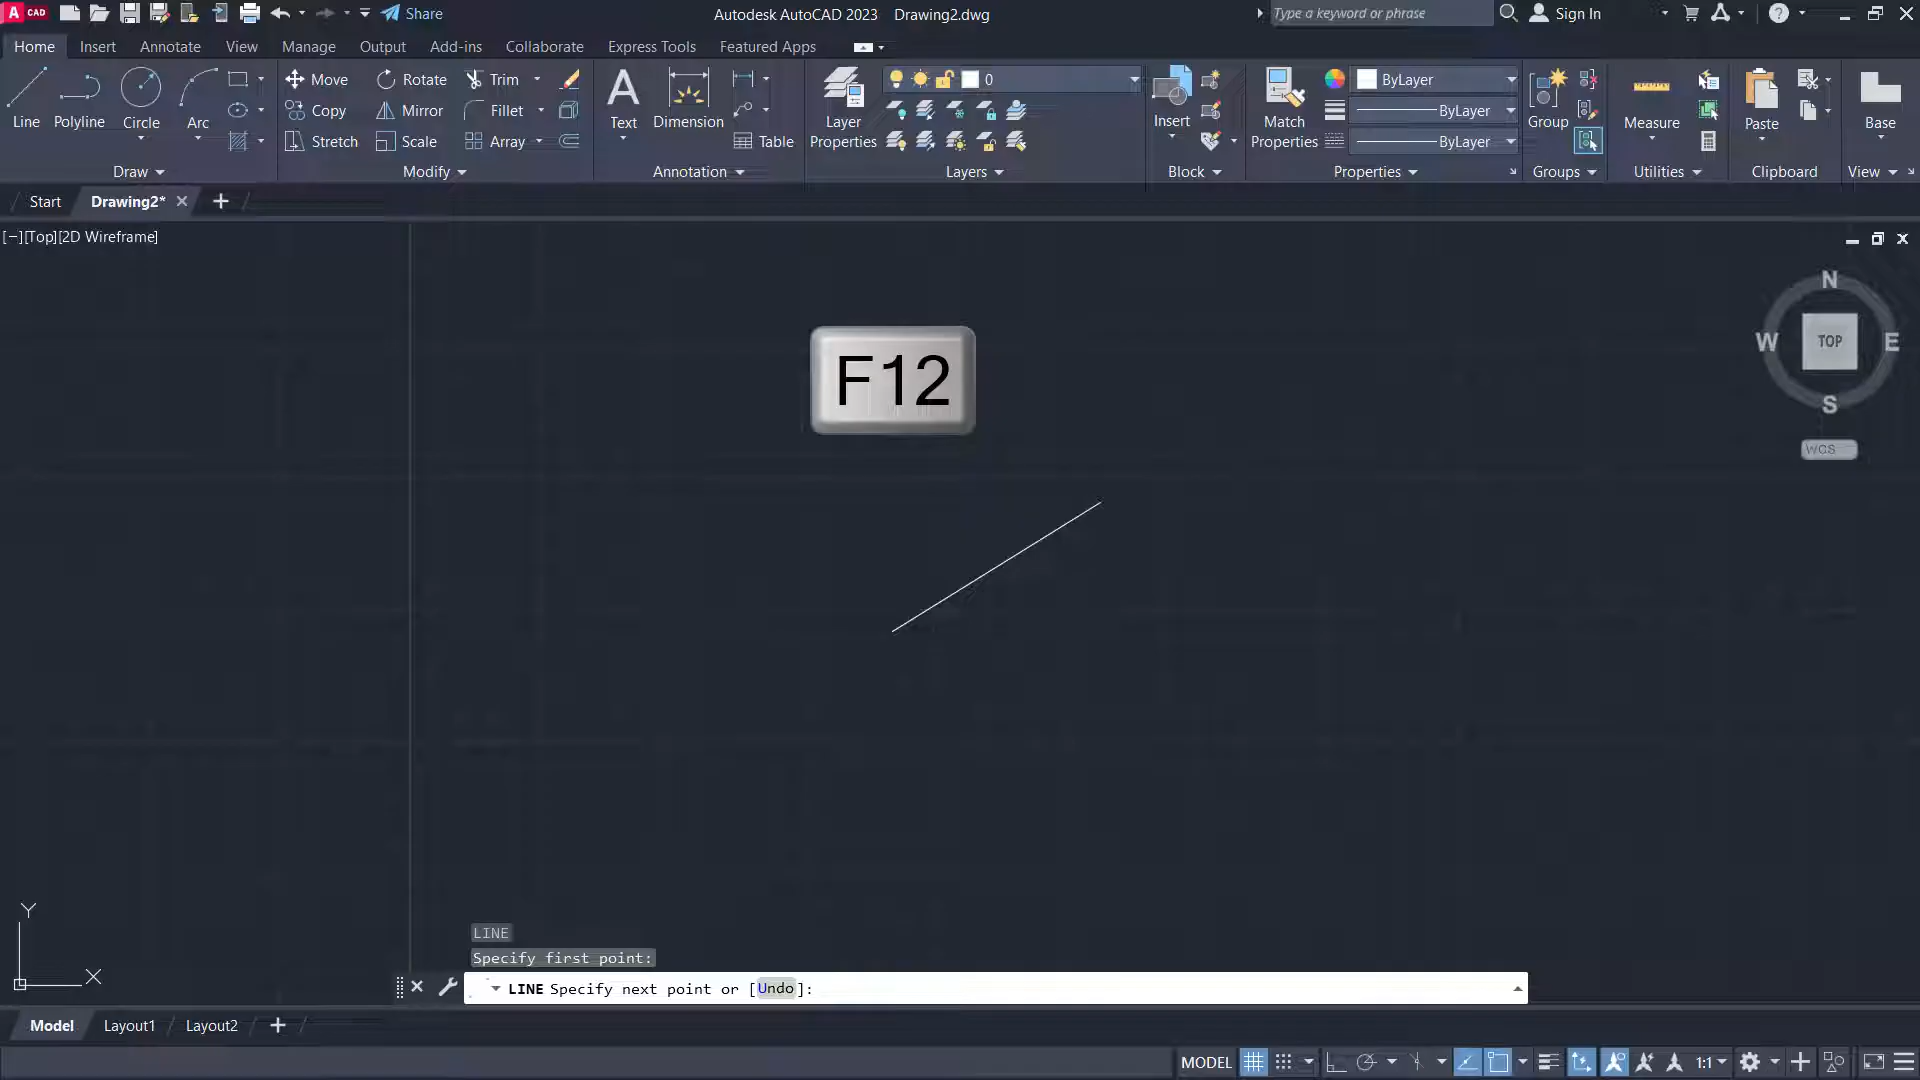 A CAD
Share
Autodesk AutoCAD 2023 Drawing2.dwg
Type a keyword or phrase
Sign In
Home Insert Annotate View Manage Output Add-ins Collaborate Express Tools Featured Apps
Line Polyline Circle Arc
Draw
Move Rotate Trim
Copy Mirror Fillet
Stretch Scale Array
Modify
Text Dimension Table
Annotation
Layer Properties
0
Layers
Insert
Block
Match Properties
ByLayer
ByLayer
ByLayer
Properties
Group
Groups
Measure
Utilities
Paste
Clipboard
Base
View
Start Drawing2*
[−][Top][2D Wireframe]
N
W TOP E
S
WCS
F12
Y
X
LINE
Specify first point:
LINE Specify next point or [Undo]:
Model Layout1 Layout2
MODEL 1:1